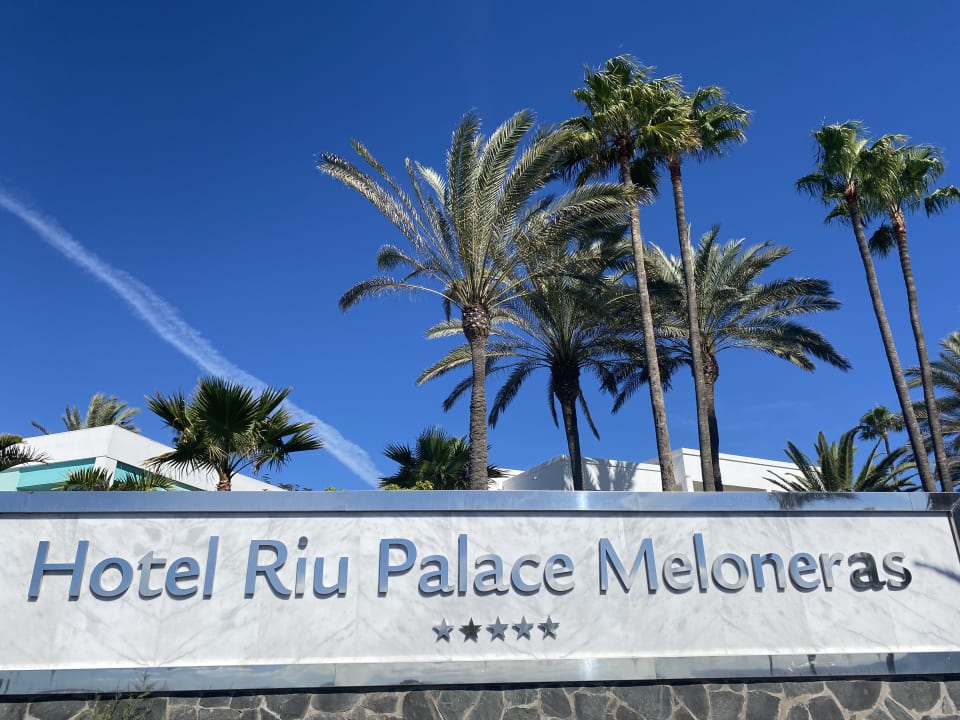 Hotel Riu Palace Meloneras
★★★★★